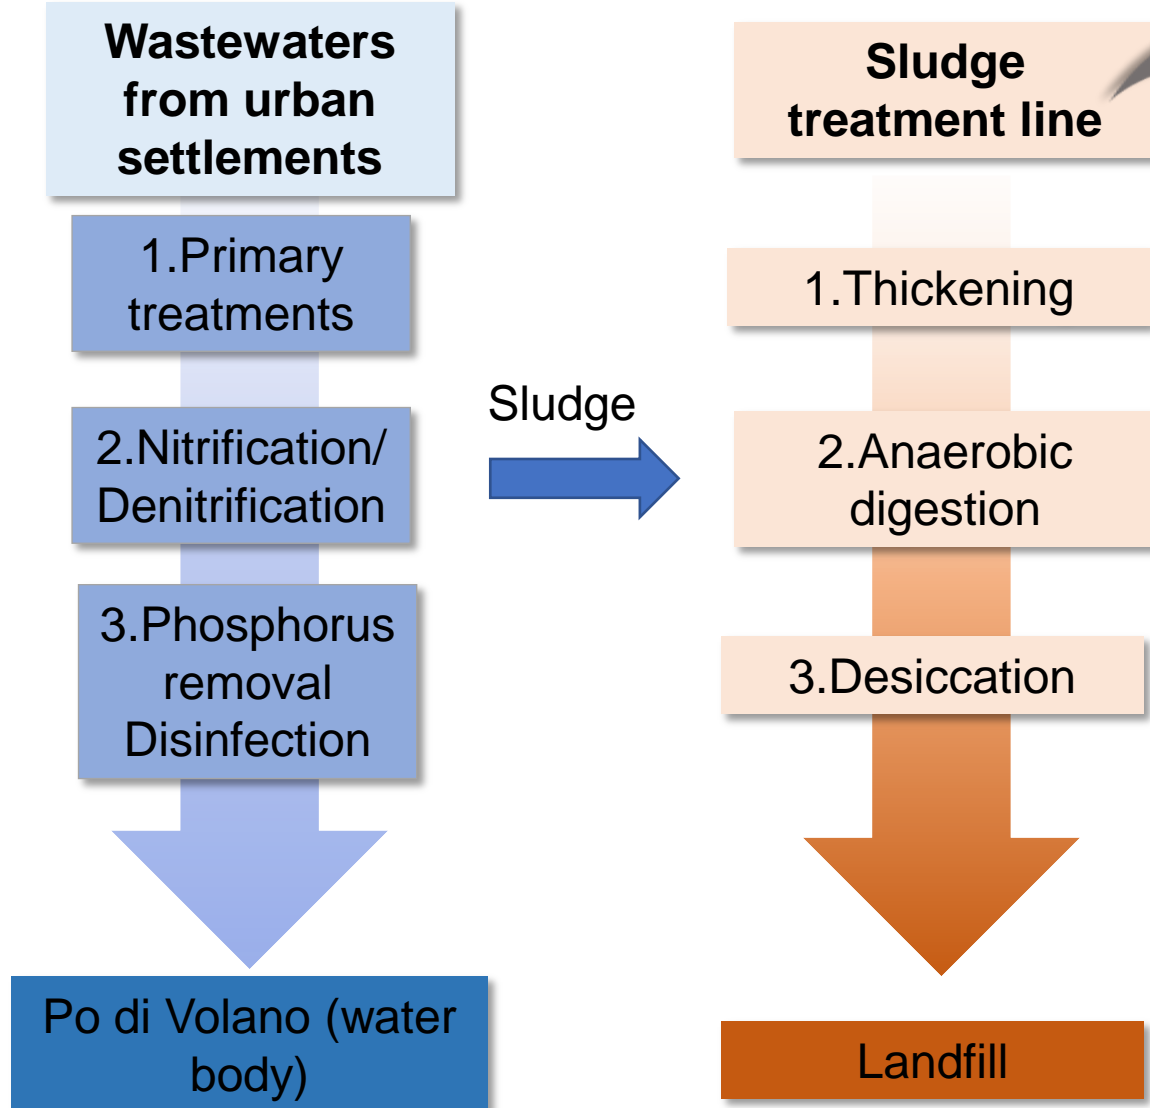 Wastewaters
from urban
settlements
1.Primary
treatments
2.Nitrification/
Denitrification
3.Phosphorus
removal
Disinfection
Po di Volano (water
body)
Sludge
Sludge
treatment line
1.Thickening
2.Anaerobic
digestion
3.Desiccation
Landfill